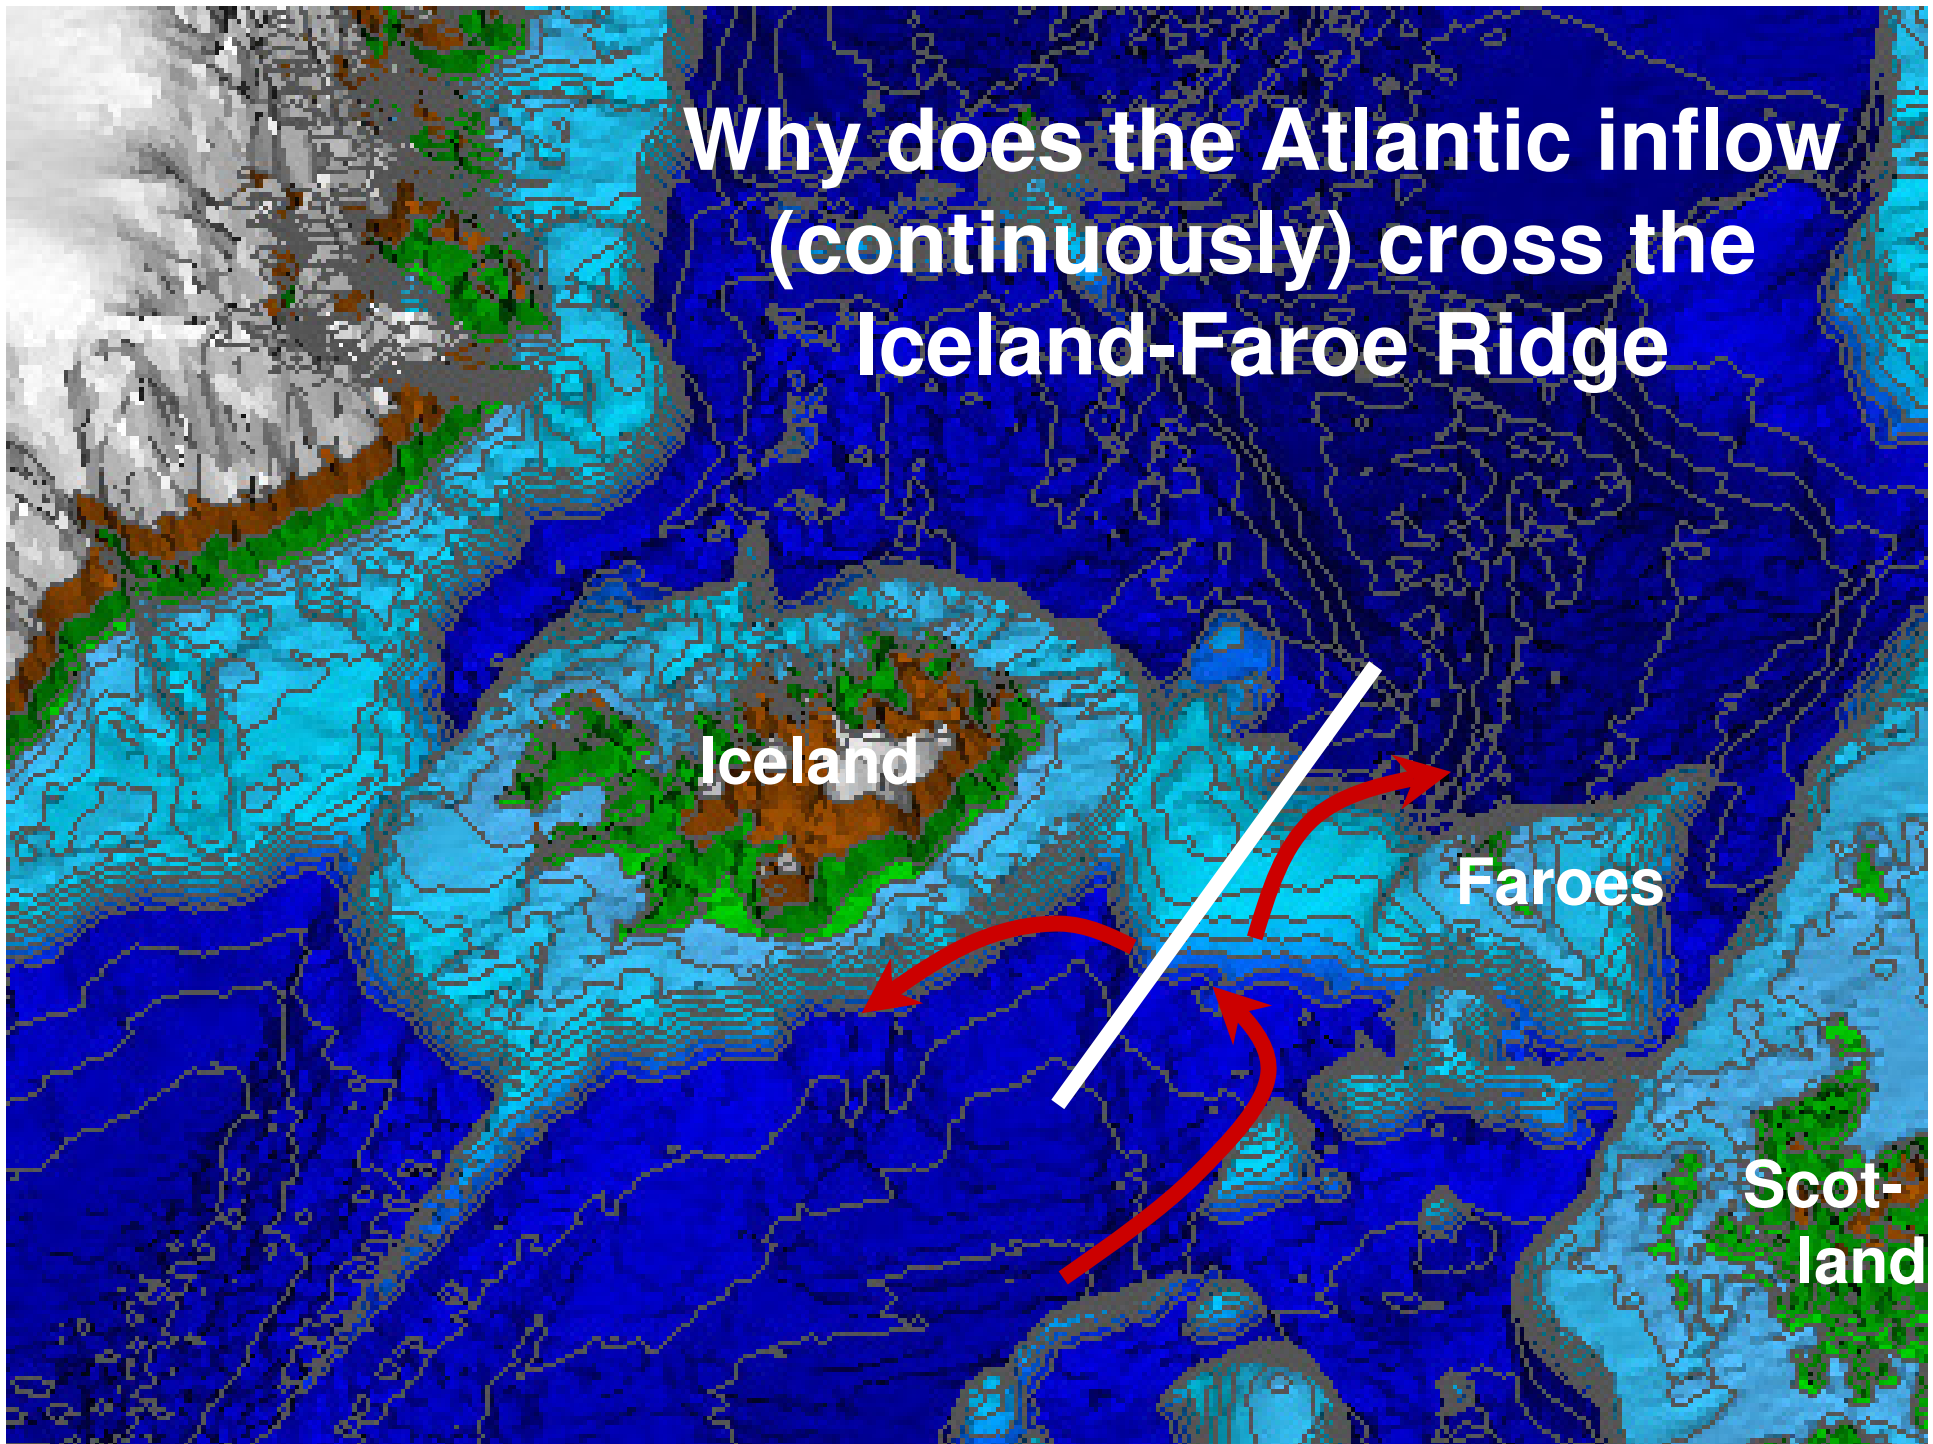 Why does the Atlantic inflow
(continuously) cross the
Iceland-Faroe Ridge
Iceland
Faroes
Scot-
land